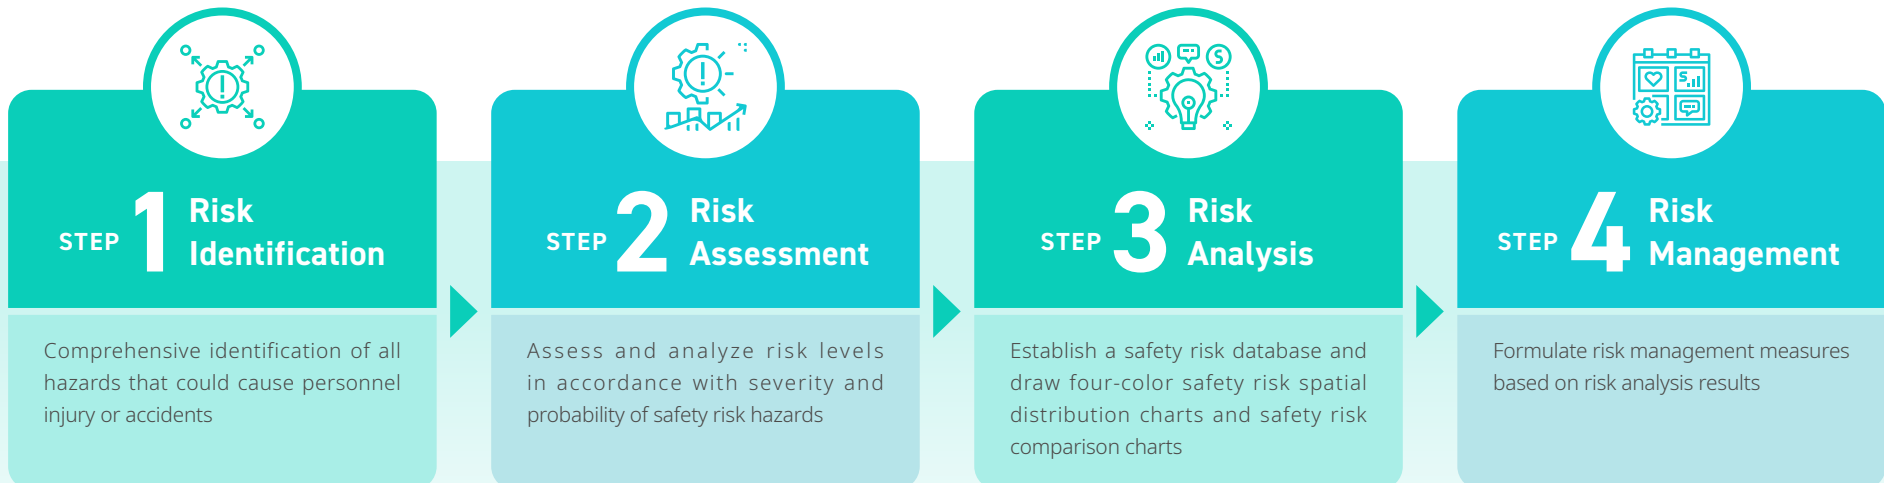 STEP 1 Risk
Identification
Comprehensive identification of all
hazards that could cause personnel
injury or accidents
STEP 2 Risk
Assessment
Assess and analyze risk levels
in accordance with severity and
probability of safety risk hazards
STEP 3 Risk
Analysis
Establish a safety risk database and
draw four-color safety risk spatial
distribution charts and safety risk
comparison charts
STEP 4 Risk
Management
Formulate risk management measures
based on risk analysis results